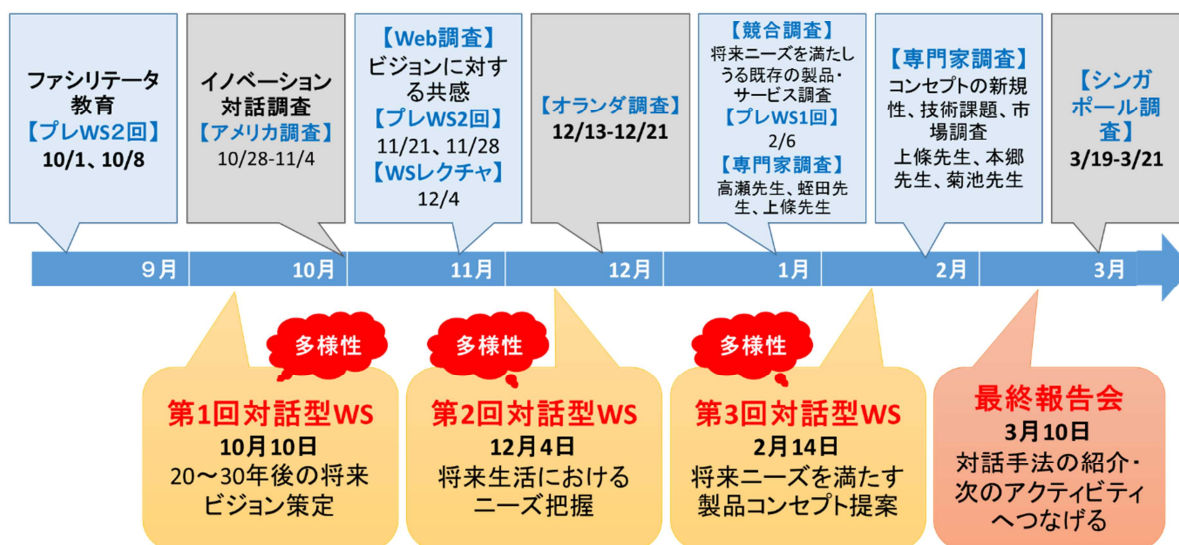 ファシリテータ
教育
【プレWS２回】
10/1、10/8
イノベーション
対話調査
【アメリカ調査】
10/28-11/4
【Web調査】
ビジョンに対す
る共感
【プレWS2回】
11/21、11/28
【WSレクチャ】
12/4
【オランダ調査】
12/13-12/21
【競合調査】
将来ニーズを満たし
うる既存の製品・
サービス調査
【プレWS1回】
2/6
【専門家調査】
高瀬先生、蛭田先
生、上條先生
【専門家調査】
コンセプトの新規
性、技術課題、市
場調査
上條先生、本郷
先生、菊池先生
【シンガ
ポール調
査】
3/19-3/21
９月
10月
11月
12月
1月
2月
3月
多様性
第1回対話型WS
10月10日
20～30年後の将来
ビジョン策定
多様性
第2回対話型WS
12月4日
将来生活における
ニーズ把握
多様性
第3回対話型WS
2月14日
将来ニーズを満たす
製品コンセプト提案
最終報告会
3月10日
対話手法の紹介・
次のアクティビティ
へつなげる